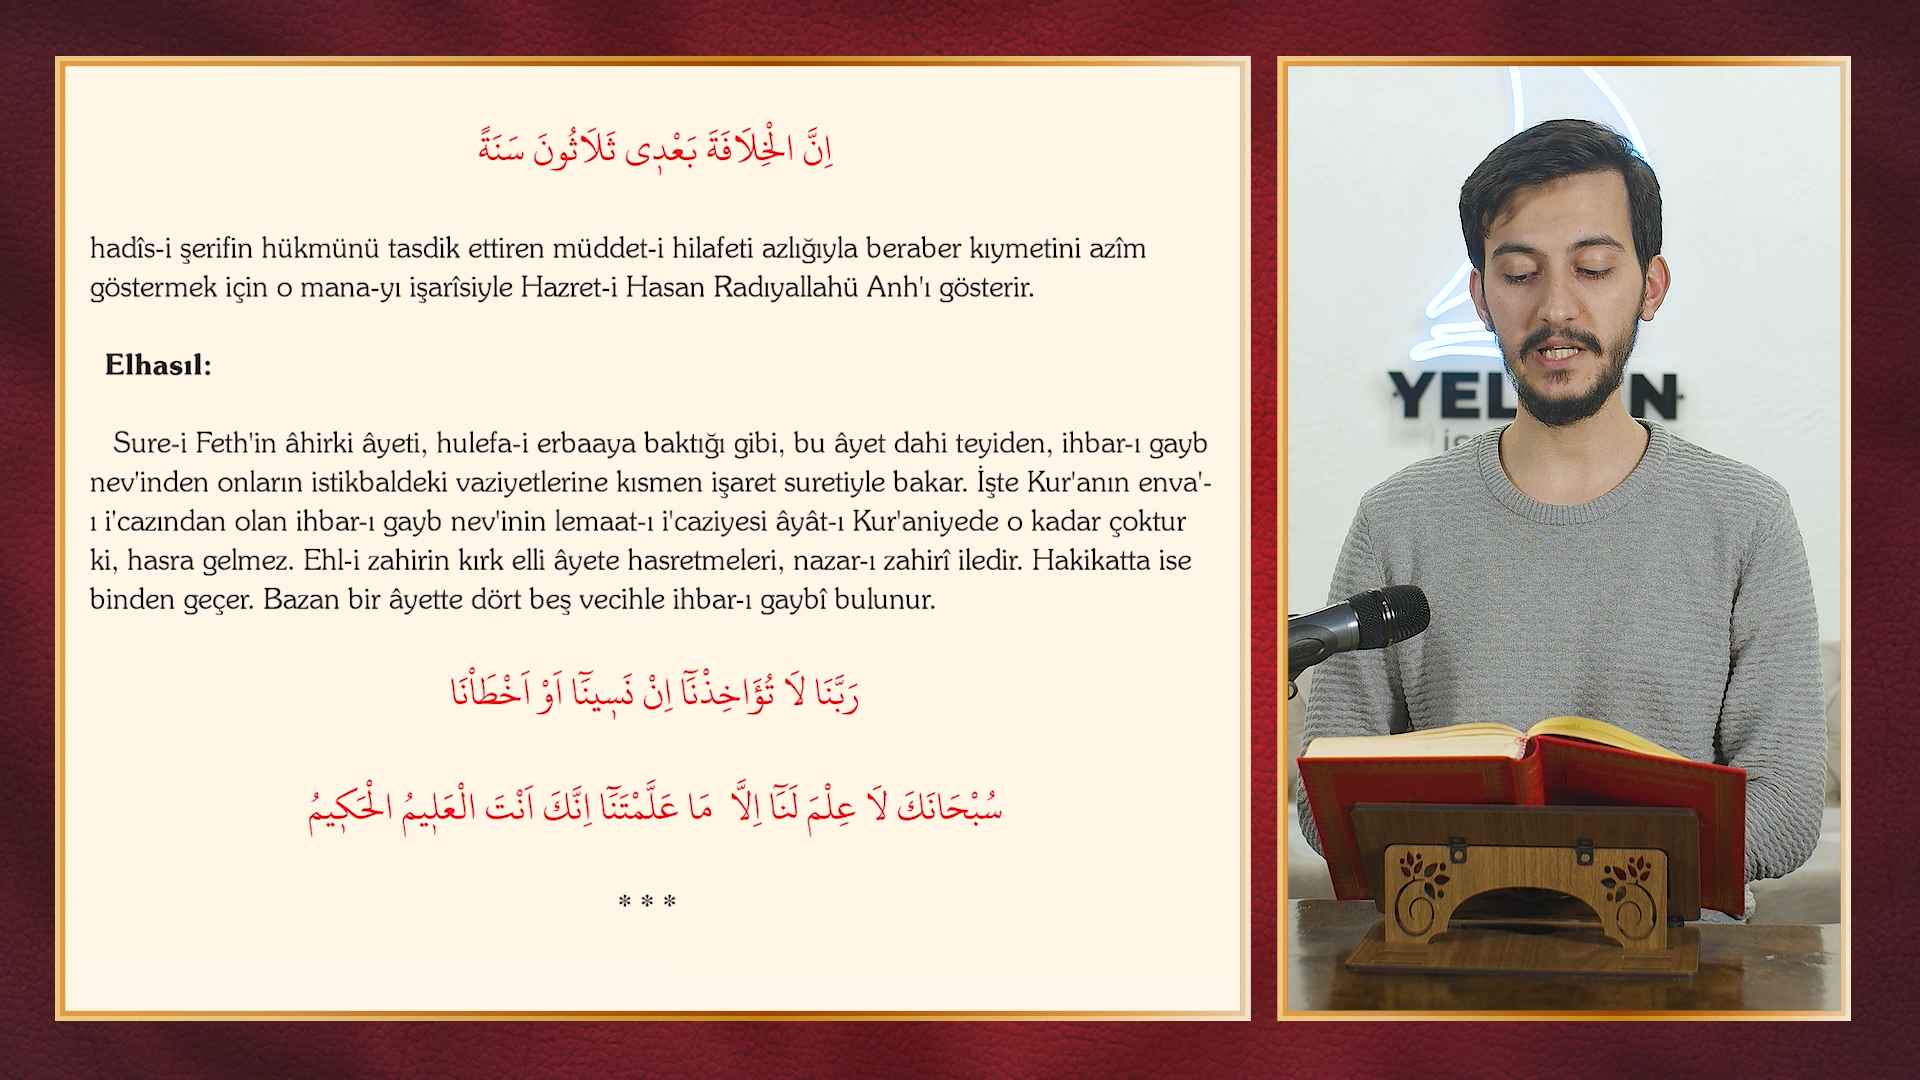 اِنَّ الْخِلَافَةَ بَعْدٖى ثَلَاثُونَ سَنَةً
hadîs-i şerifin hükmünü tasdik ettiren müddet-i hilafeti azlığıyla beraber kıymetini azîm
göstermek için o mana-yı işarîsiyle Hazret-i Hasan Radıyallahü Anh'ı gösterir.
Elhasıl:
Sure-i Feth'in âhirki âyeti, hulefa-i erbaaya baktığı gibi, bu âyet dahi teyiden, ihbar-ı gayb
nev'inden onların istikbaldeki vaziyetlerine kısmen işaret suretiyle bakar. İşte Kur'anın enva'-
ı i'cazından olan ihbar-ı gayb nev'inin lemaat-ı i'caziyesi âyât-ı Kur'aniyede o kadar çoktur
ki, hasra gelmez. Ehl-i zahirin kırk elli âyete hasretmeleri, nazar-ı zahirî iledir. Hakikatta ise
binden geçer. Bazan bir âyette dört beş vecihle ihbar-ı gaybî bulunur.
رَبَّنَا لَا تُؤَاخِذْنَٓا اِنْ نَسٖينَٓا اَوْ اَخْطَاْنَا
سُبْحَانَكَ لَا عِلْمَ لَنَٓا اِلَّا مَا عَلَّمْتَنَٓا اِنَّكَ اَنْتَ الْعَلٖيمُ الْحَكٖيمُ
* * *